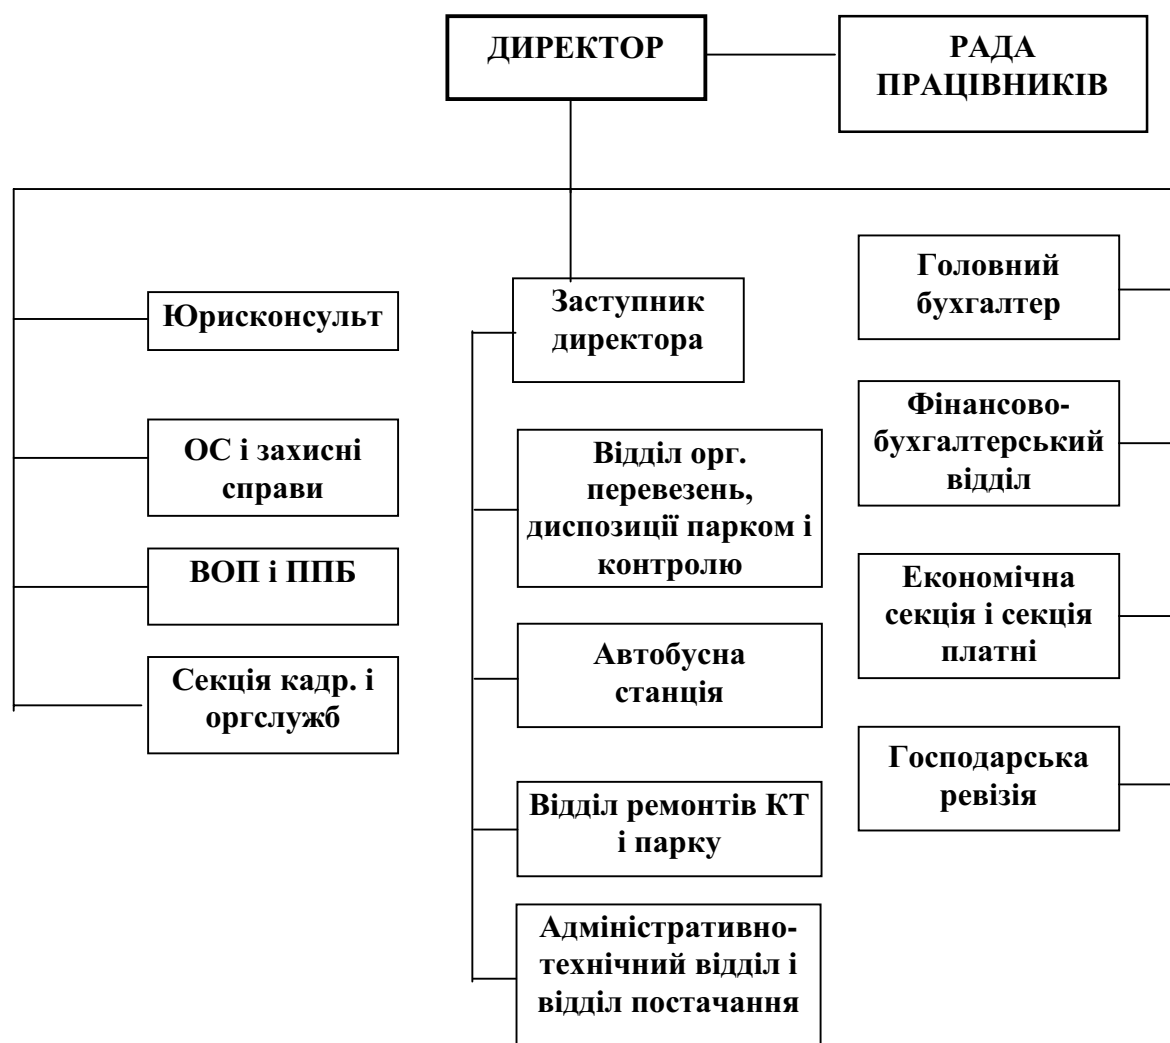 ДИРЕКТОР
РАДА
ПРАЦІВНИКІВ
Юрисконсульт
ОС і захисні
справи
ВОП і ППБ
Секція кадр. і
оргслужб
Заступник
директора
Відділ орг.
перевезень,
диспозиції парком і
контролю
Автобусна
станція
Відділ ремонтів КТ
і парку
Адміністративно-
технічний відділ і
відділ постачання
Головний
бухгалтер
Фінансово-
бухгалтерський
відділ
Економічна
секція і секція
платні
Господарська
ревізія